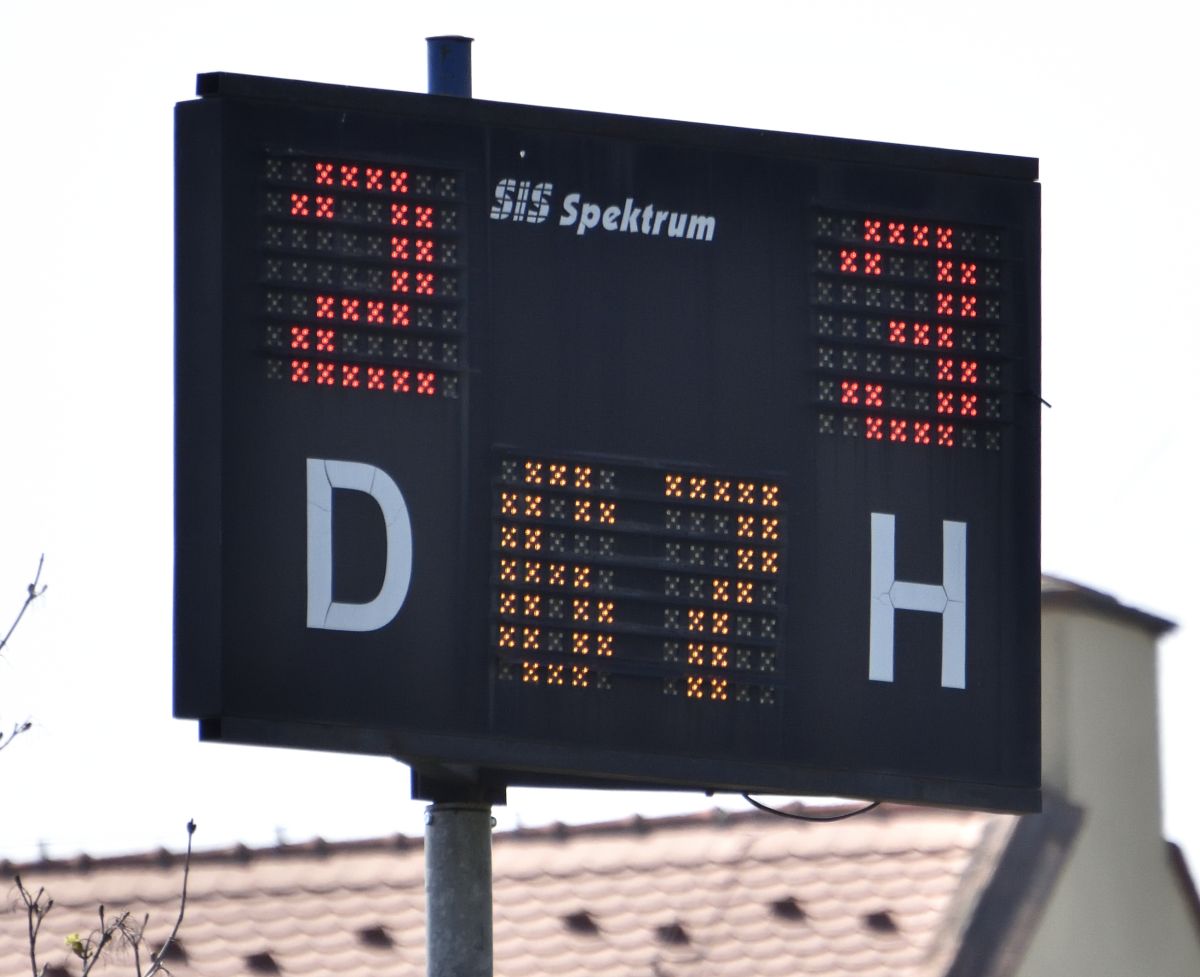 SIS Spektrum
2 3
D H
67